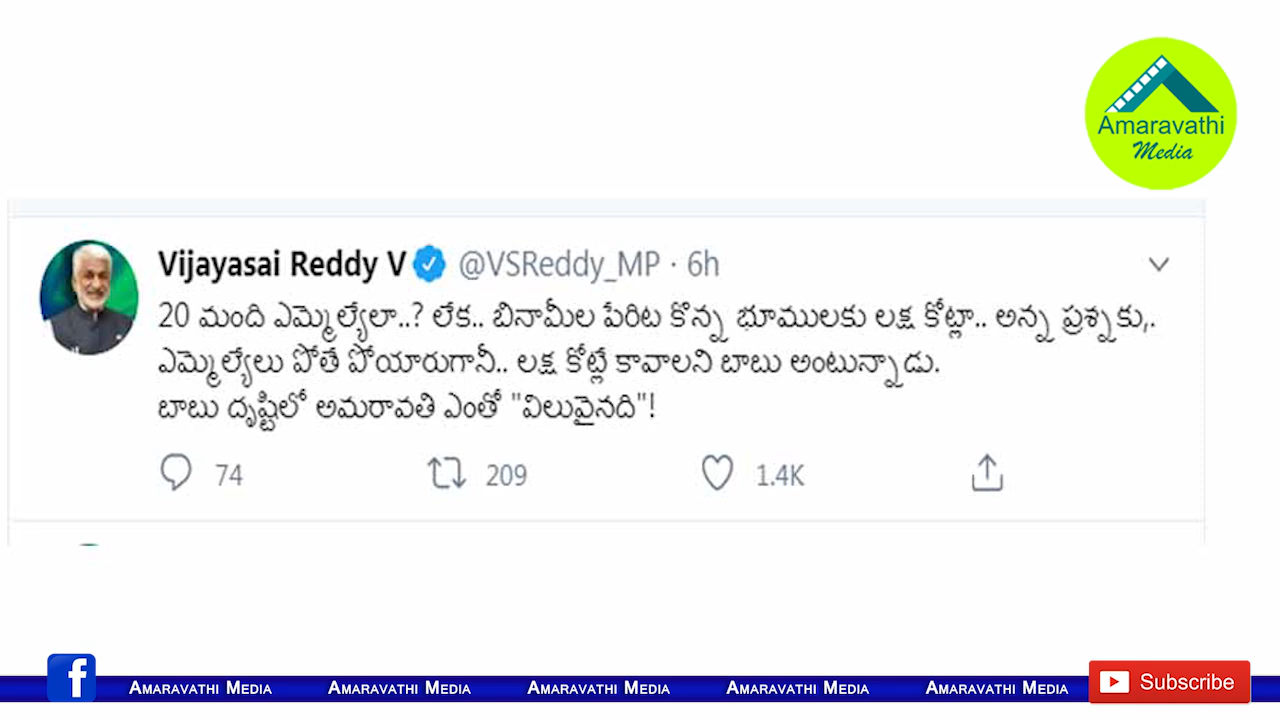 Amaravathi
Media
Vijayasai Reddy V @VSReddy_MP · 6h
20 మంది ఎమ్మెల్యేలా..? లేక.. బినామీల పేరిట కొన్న భూములకు లక్ష కోట్లా.. అన్న ప్రశ్నకు,.
ఎమ్మెల్యేలు పోతే పోయారుగానీ.. లక్ష కోట్లే కావాలని బాబు అంటున్నాడు.
బాబు దృష్టిలో అమరావతి ఎంతో "విలువైనది"!
74 209 1.4K
f Amaravathi Media Amaravathi Media Amaravathi Media Amaravathi Media Amaravathi Media Subscribe